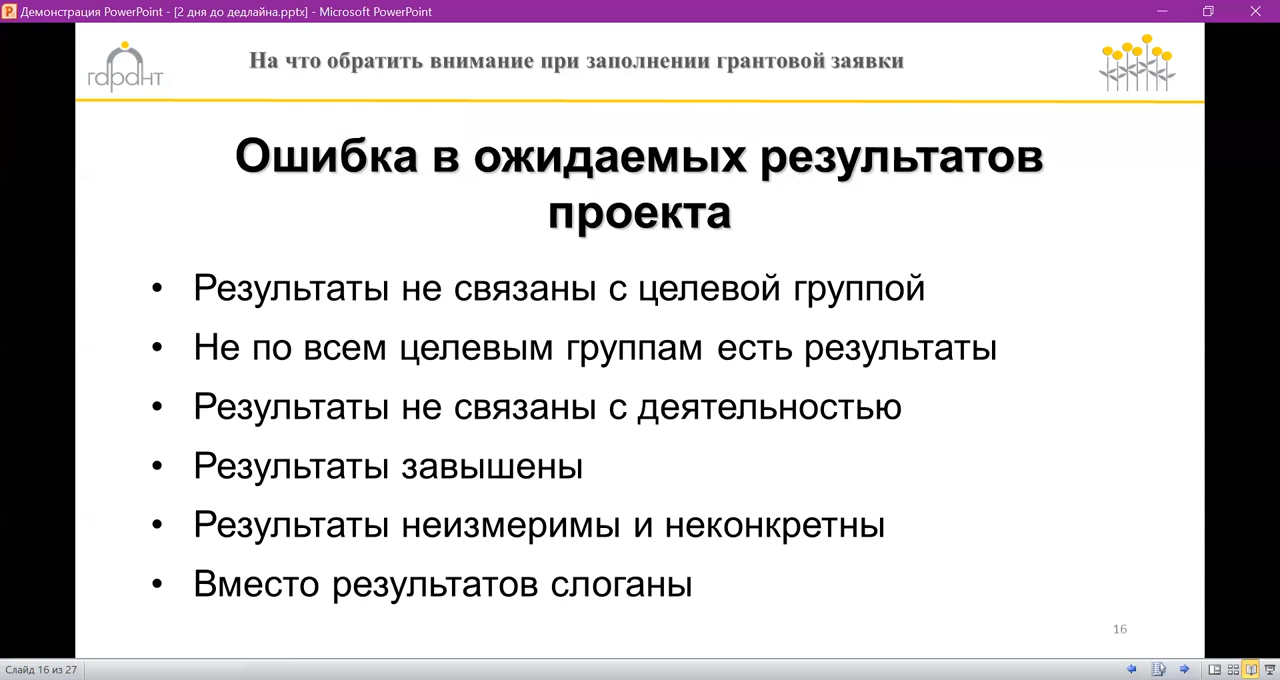 Демонстрация PowerPoint - [2 дня до дедлайна.pptx] - Microsoft PowerPoint
гарант
На что обратить внимание при заполнении грантовой заявки
Ошибка в ожидаемых результатов
проекта
• Результаты не связаны с целевой группой
• Не по всем целевым группам есть результаты
• Результаты не связаны с деятельностью
• Результаты завышены
• Результаты неизмеримы и неконкретны
• Вместо результатов слоганы
16
Слайд 16 из 27